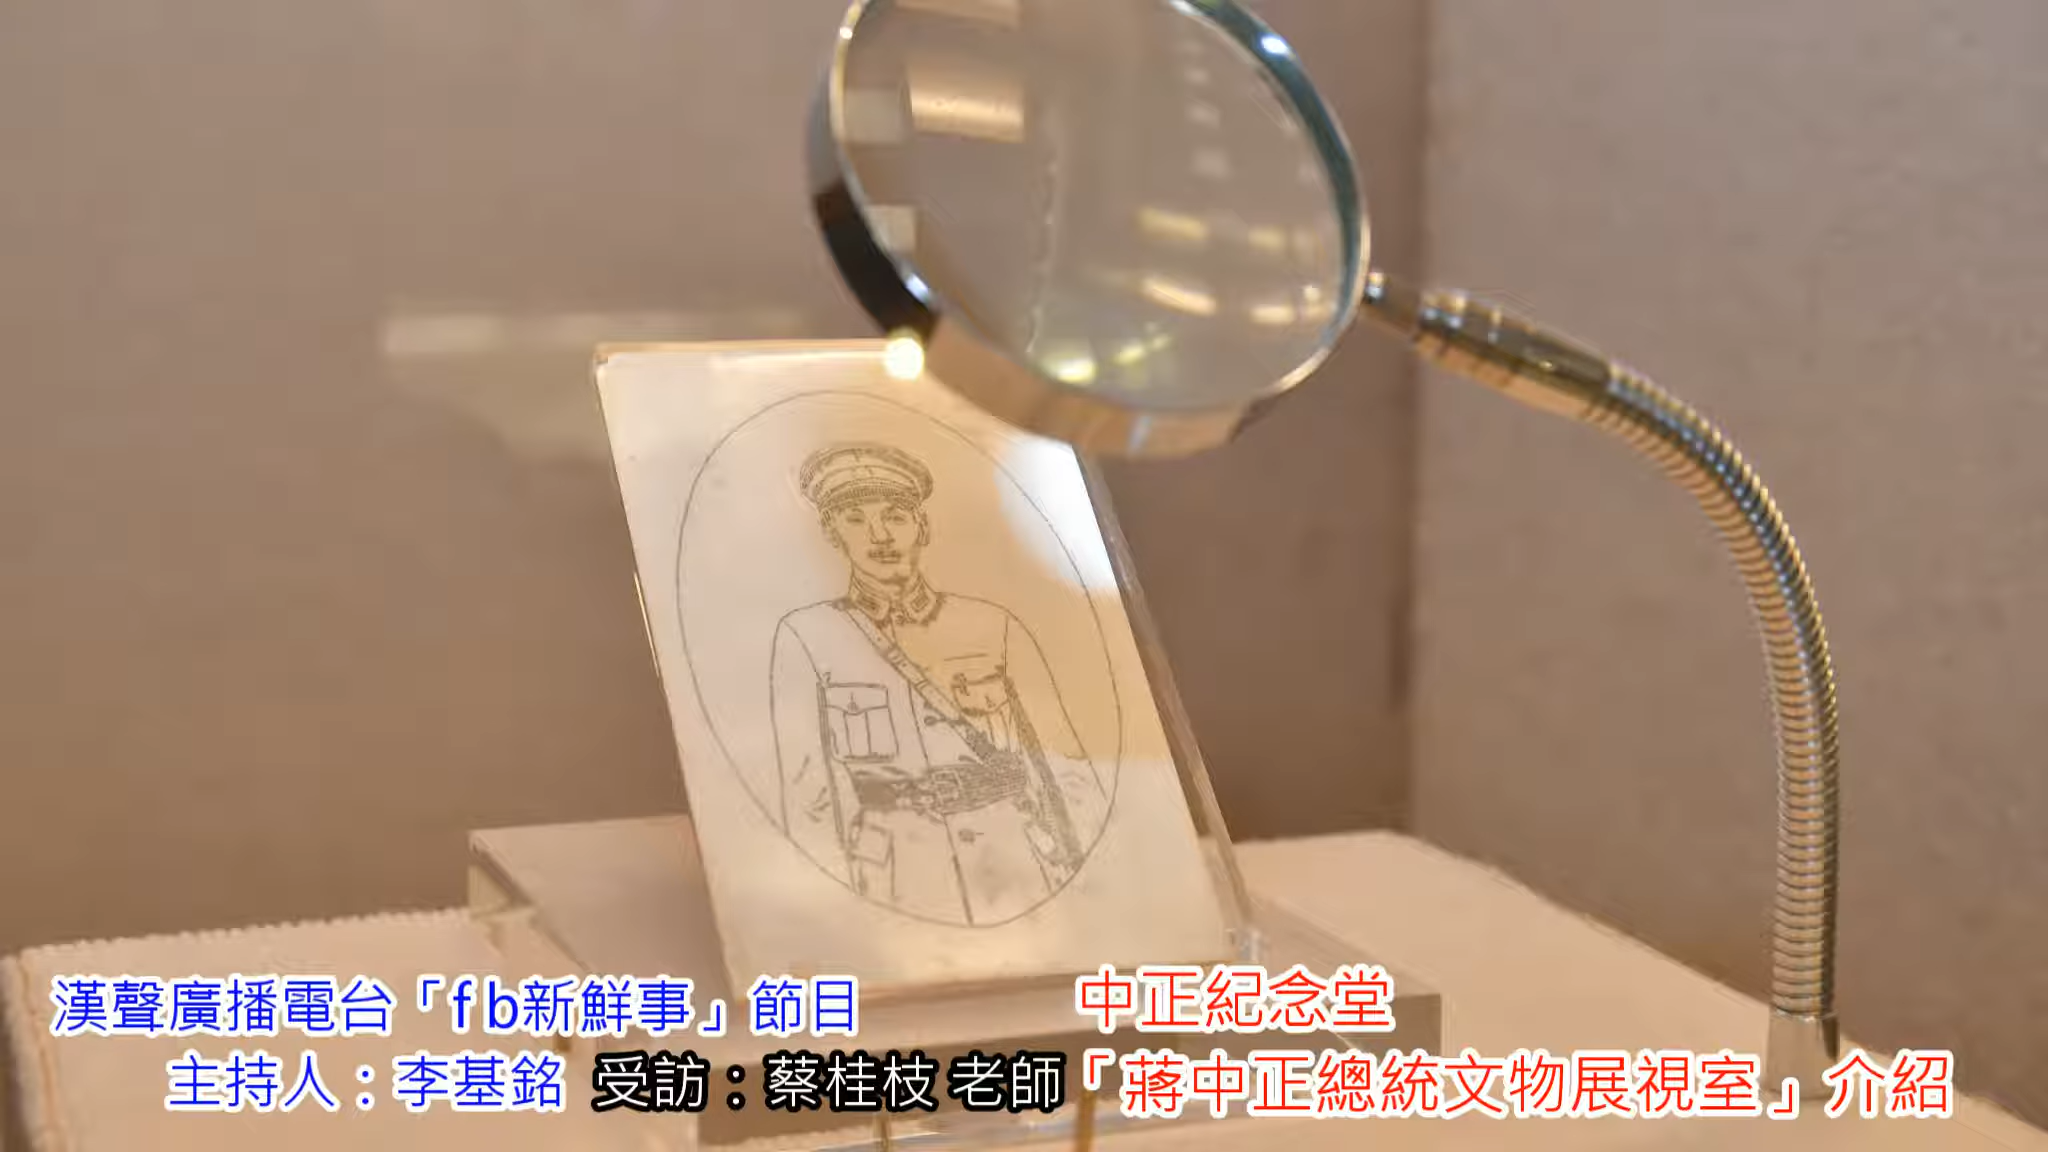 漢聲廣播電台「fb新鮮事」節目
中正紀念堂
主持人：李基銘 受訪：蔡桂枝 老師「蔣中正總統文物展視室」介紹